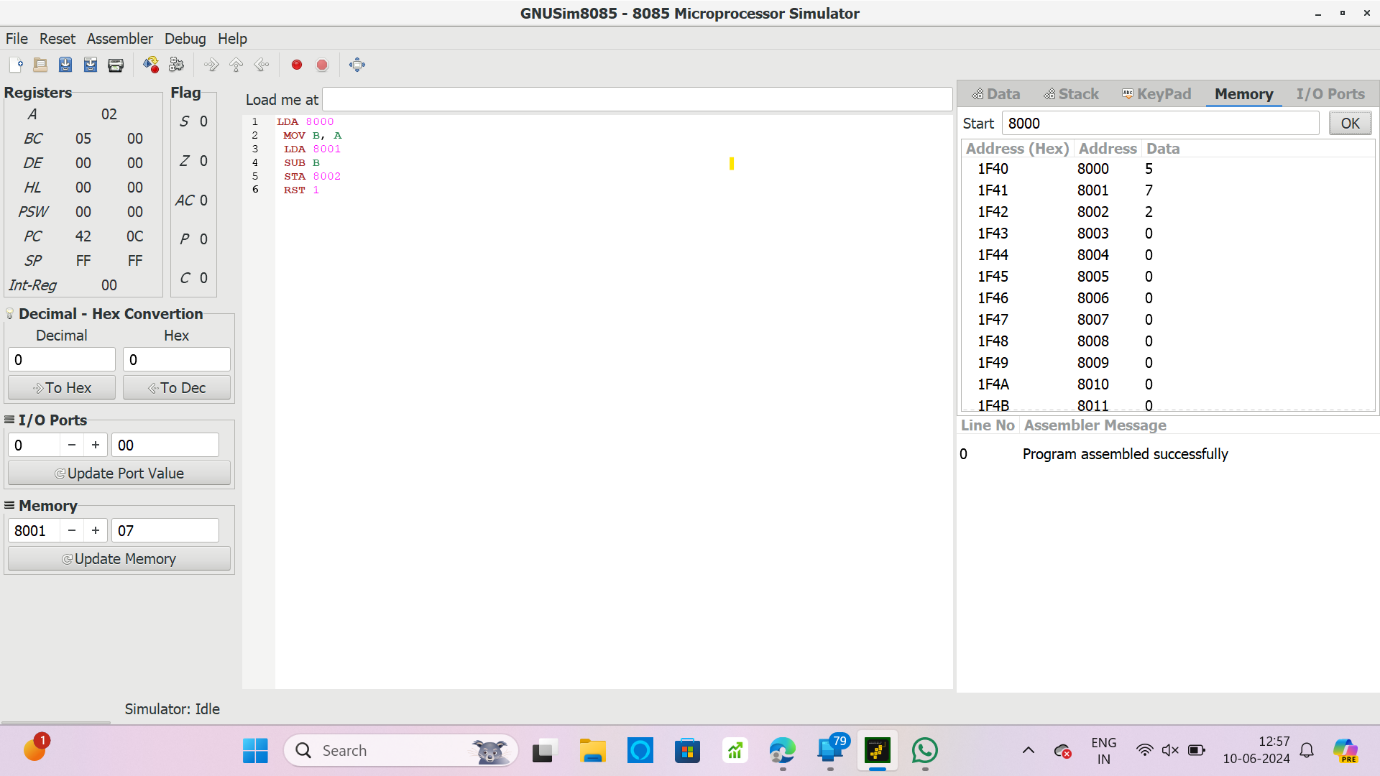 GNUSim8085 - 8085 Microprocessor Simulator
File Reset Assembler Debug Help
Registers
A 02
BC 05 00
DE 00 00
HL 00 00
PSW 00 00
PC 42 0C
SP FF FF
Int-Reg 00
Flag
S 0
Z 0
AC 0
P 0
C 0
Decimal - Hex Convertion
Decimal Hex
0 0
To Hex To Dec
I/O Ports
0 - + 00
Update Port Value
Memory
8001 - + 07
Update Memory
Load me at
1 LDA 8000
2 MOV B, A
3 LDA 8001
4 SUB B
5 STA 8002
6 RST 1
Data Stack KeyPad Memory I/O Ports
Start 8000 OK
Address (Hex) Address Data
1F40 8000 5
1F41 8001 7
1F42 8002 2
1F43 8003 0
1F44 8004 0
1F45 8005 0
1F46 8006 0
1F47 8007 0
1F48 8008 0
1F49 8009 0
1F4A 8010 0
1F4B 8011 0
Line No Assembler Message
0 Program assembled successfully
Simulator: Idle
1
Search
79
ENG
IN
12:57
10-06-2024
PRE